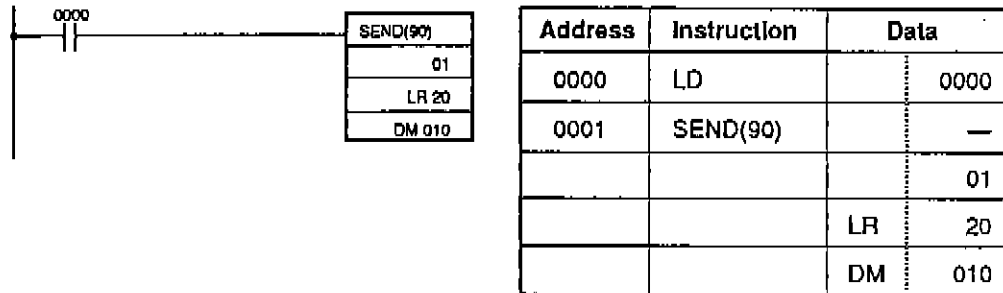 0000
SEND(90)
01
LR 20
DM 010
Address Instruction Data
0000 LD 0000
0001 SEND(90) —
01
LR 20
DM 010